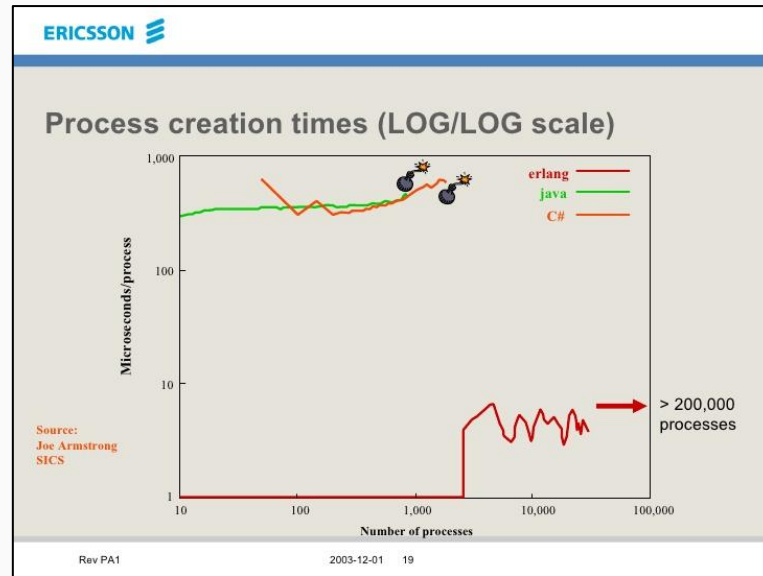 ERICSSON
Process creation times (LOG/LOG scale)
1,000
erlang
java
C#
100
Microseconds/process
10
> 200,000
processes
Source:
Joe Armstrong
SICS
1
10
100
1,000
10,000
100,000
Number of processes
Rev PA1
2003-12-01
19